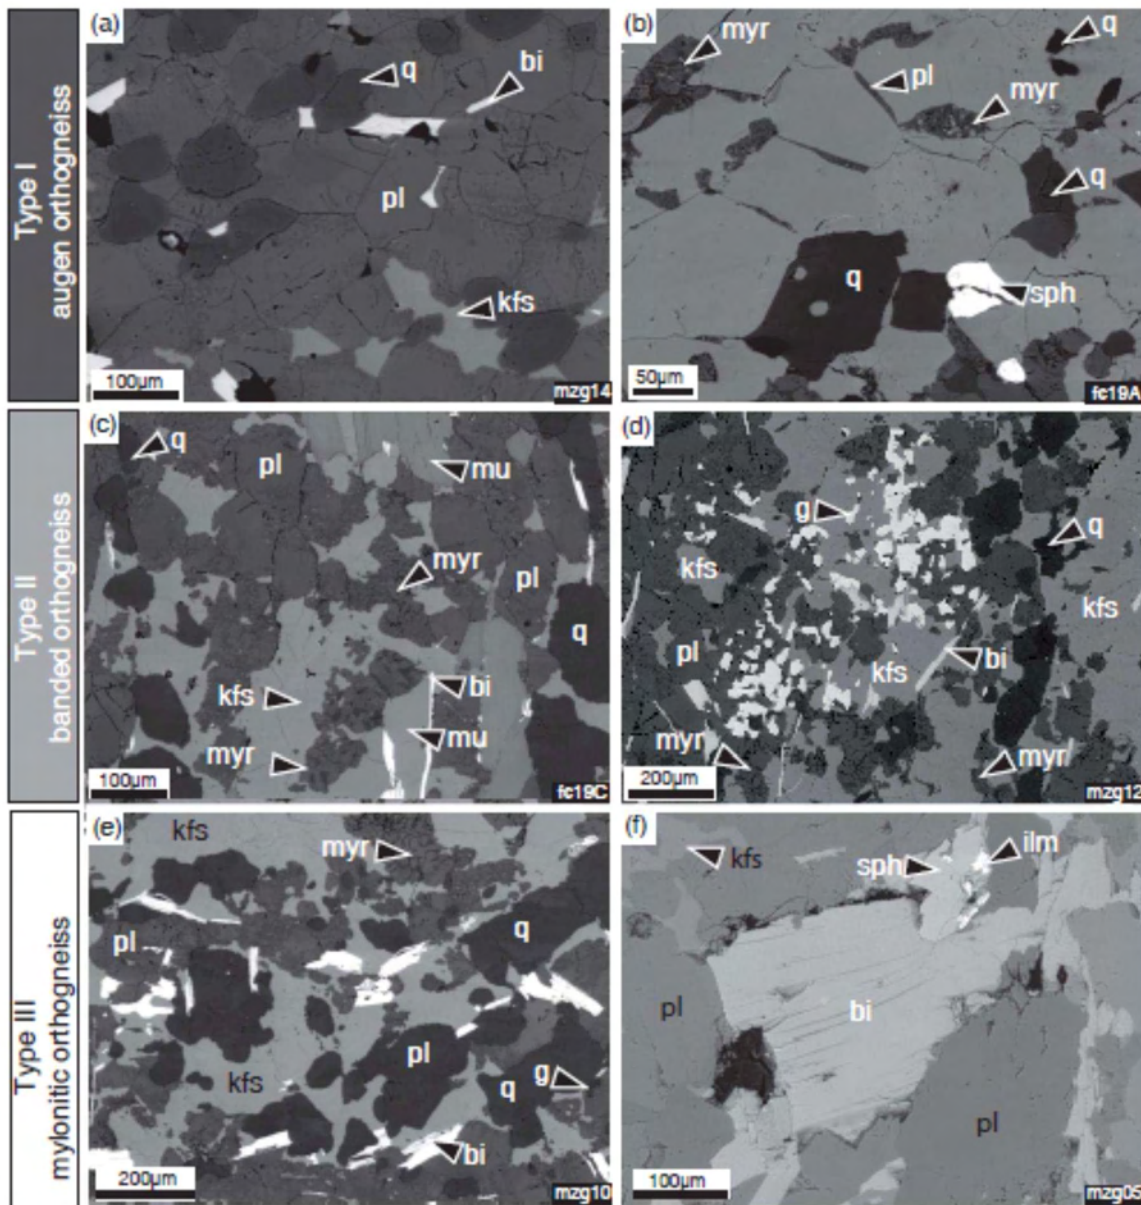 Type I
augen orthogneiss
(a)
q
bi
pl
kfs
100µm
mzg14
(b)
myr
q
pl
myr
q
q
sph
50µm
fc19A
Type II
banded orthogneiss
(c)
q
pl
mu
myr
pl
q
kfs
bi
mu
myr
100µm
fc19C
(d)
g
q
kfs
kfs
pl
kfs
bi
myr
myr
200µm
mzg12
Type III
mylonitic orthogneiss
(e)
kfs
myr
q
pl
pl
kfs
g
q
bi
200µm
mzg10
(f)
kfs
sph
ilm
pl
bi
pl
100µm
mzg05